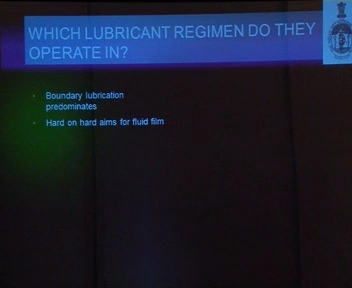 WHICH LUBRICANT REGIMEN DO THEY
OPERATE IN?
Boundary lubrication
predominates
Hard on hard aims for fluid film